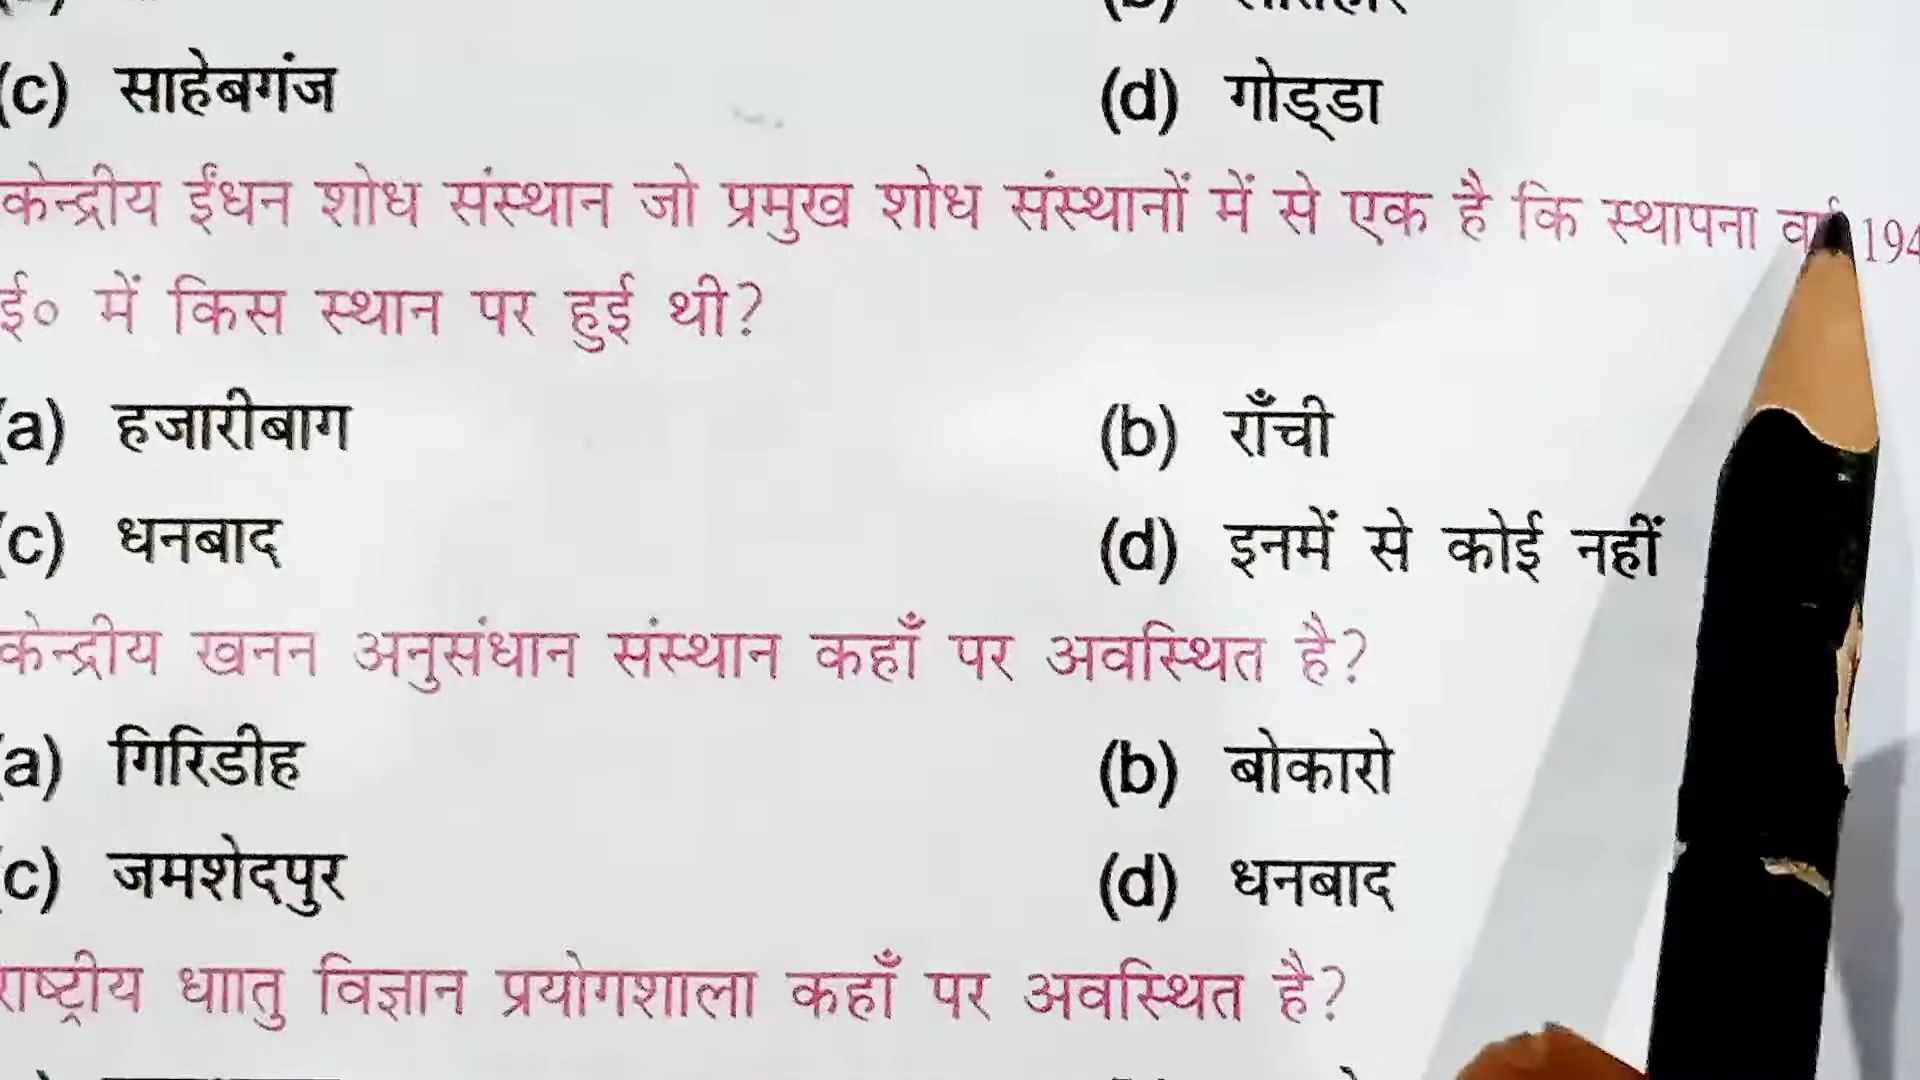 (c) साहेबगंज (d) गोड्डा
केन्द्रीय ईंधन शोध संस्थान जो प्रमुख शोध संस्थानों में से एक है कि स्थापना 194
ई० में किस स्थान पर हुई थी?
(a) हजारीबाग (b) राँची
(c) धनबाद (d) इनमें से कोई नहीं
केन्द्रीय खनन अनुसंधान संस्थान कहाँ पर अवस्थित है?
(a) गिरिडीह (b) बोकारो
(c) जमशेदपुर (d) धनबाद
राष्ट्रीय धाातु विज्ञान प्रयोगशाला कहाँ पर अवस्थित है?